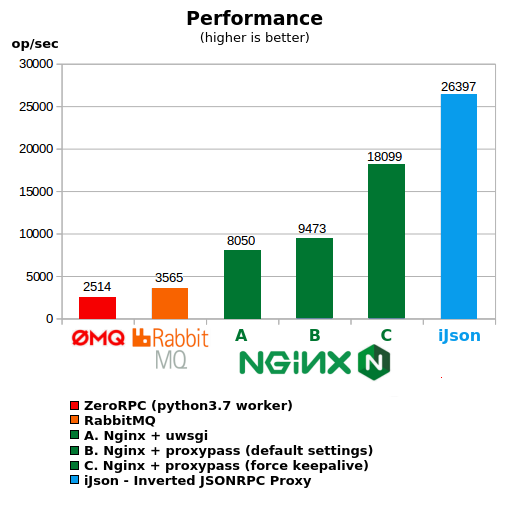 Performance
(higher is better)
op/sec
30000
25000
20000
15000
10000
5000
0
2514
3565
8050
9473
18099
26397
ØMQ
Rabbit
MQ
A
B
C
iJson
NGiNX N
ZeroRPC (python3.7 worker)
RabbitMQ
A. Nginx + uwsgi
B. Nginx + proxypass (default settings)
C. Nginx + proxypass (force keepalive)
iJson - Inverted JSONRPC Proxy